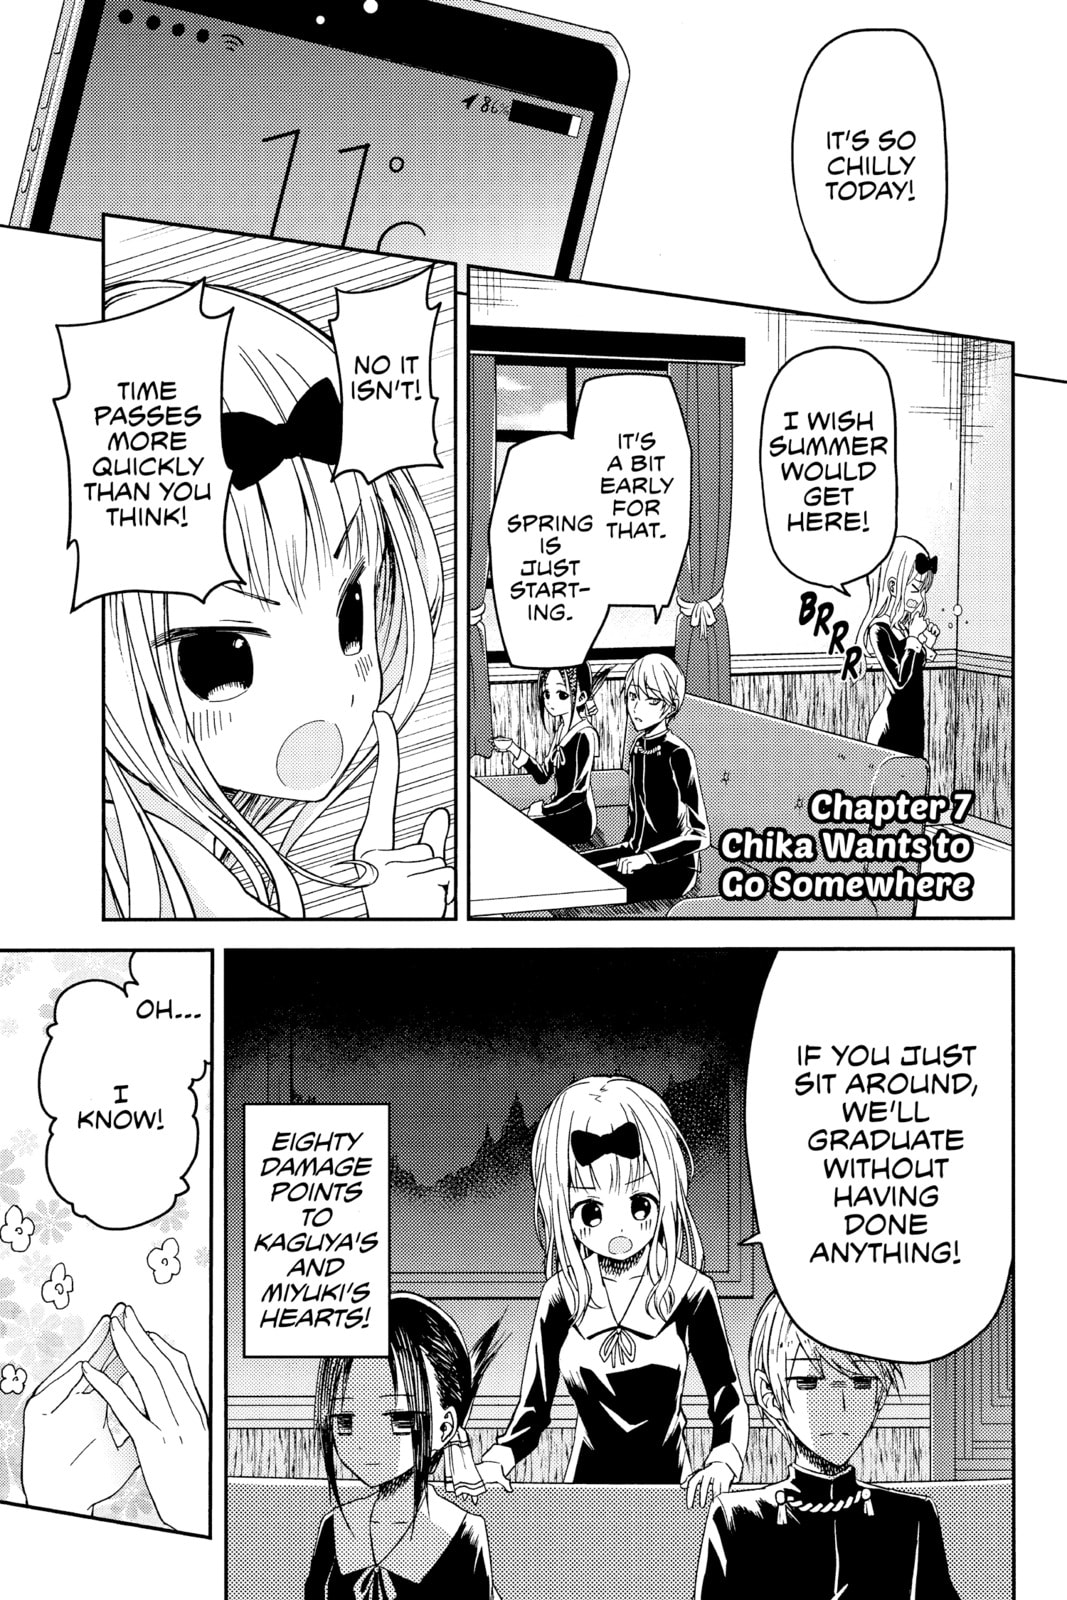 86%
11°
IT'S SO
CHILLY
TODAY!
I WISH
SUMMER
WOULD
GET
HERE!
BRRR
IT'S
A BIT
EARLY
FOR
THAT.
SPRING
IS
JUST
START-
ING.
Chapter 7
Chika Wants to
Go Somewhere
NO IT
ISN'T!
TIME
PASSES
MORE
QUICKLY
THAN YOU
THINK!
IF YOU JUST
SIT AROUND,
WE'LL
GRADUATE
WITHOUT
HAVING
DONE
ANYTHING!
EIGHTY
DAMAGE
POINTS
TO
KAGUYA'S
AND
MIYUKI'S
HEARTS!
OH...
I
KNOW!